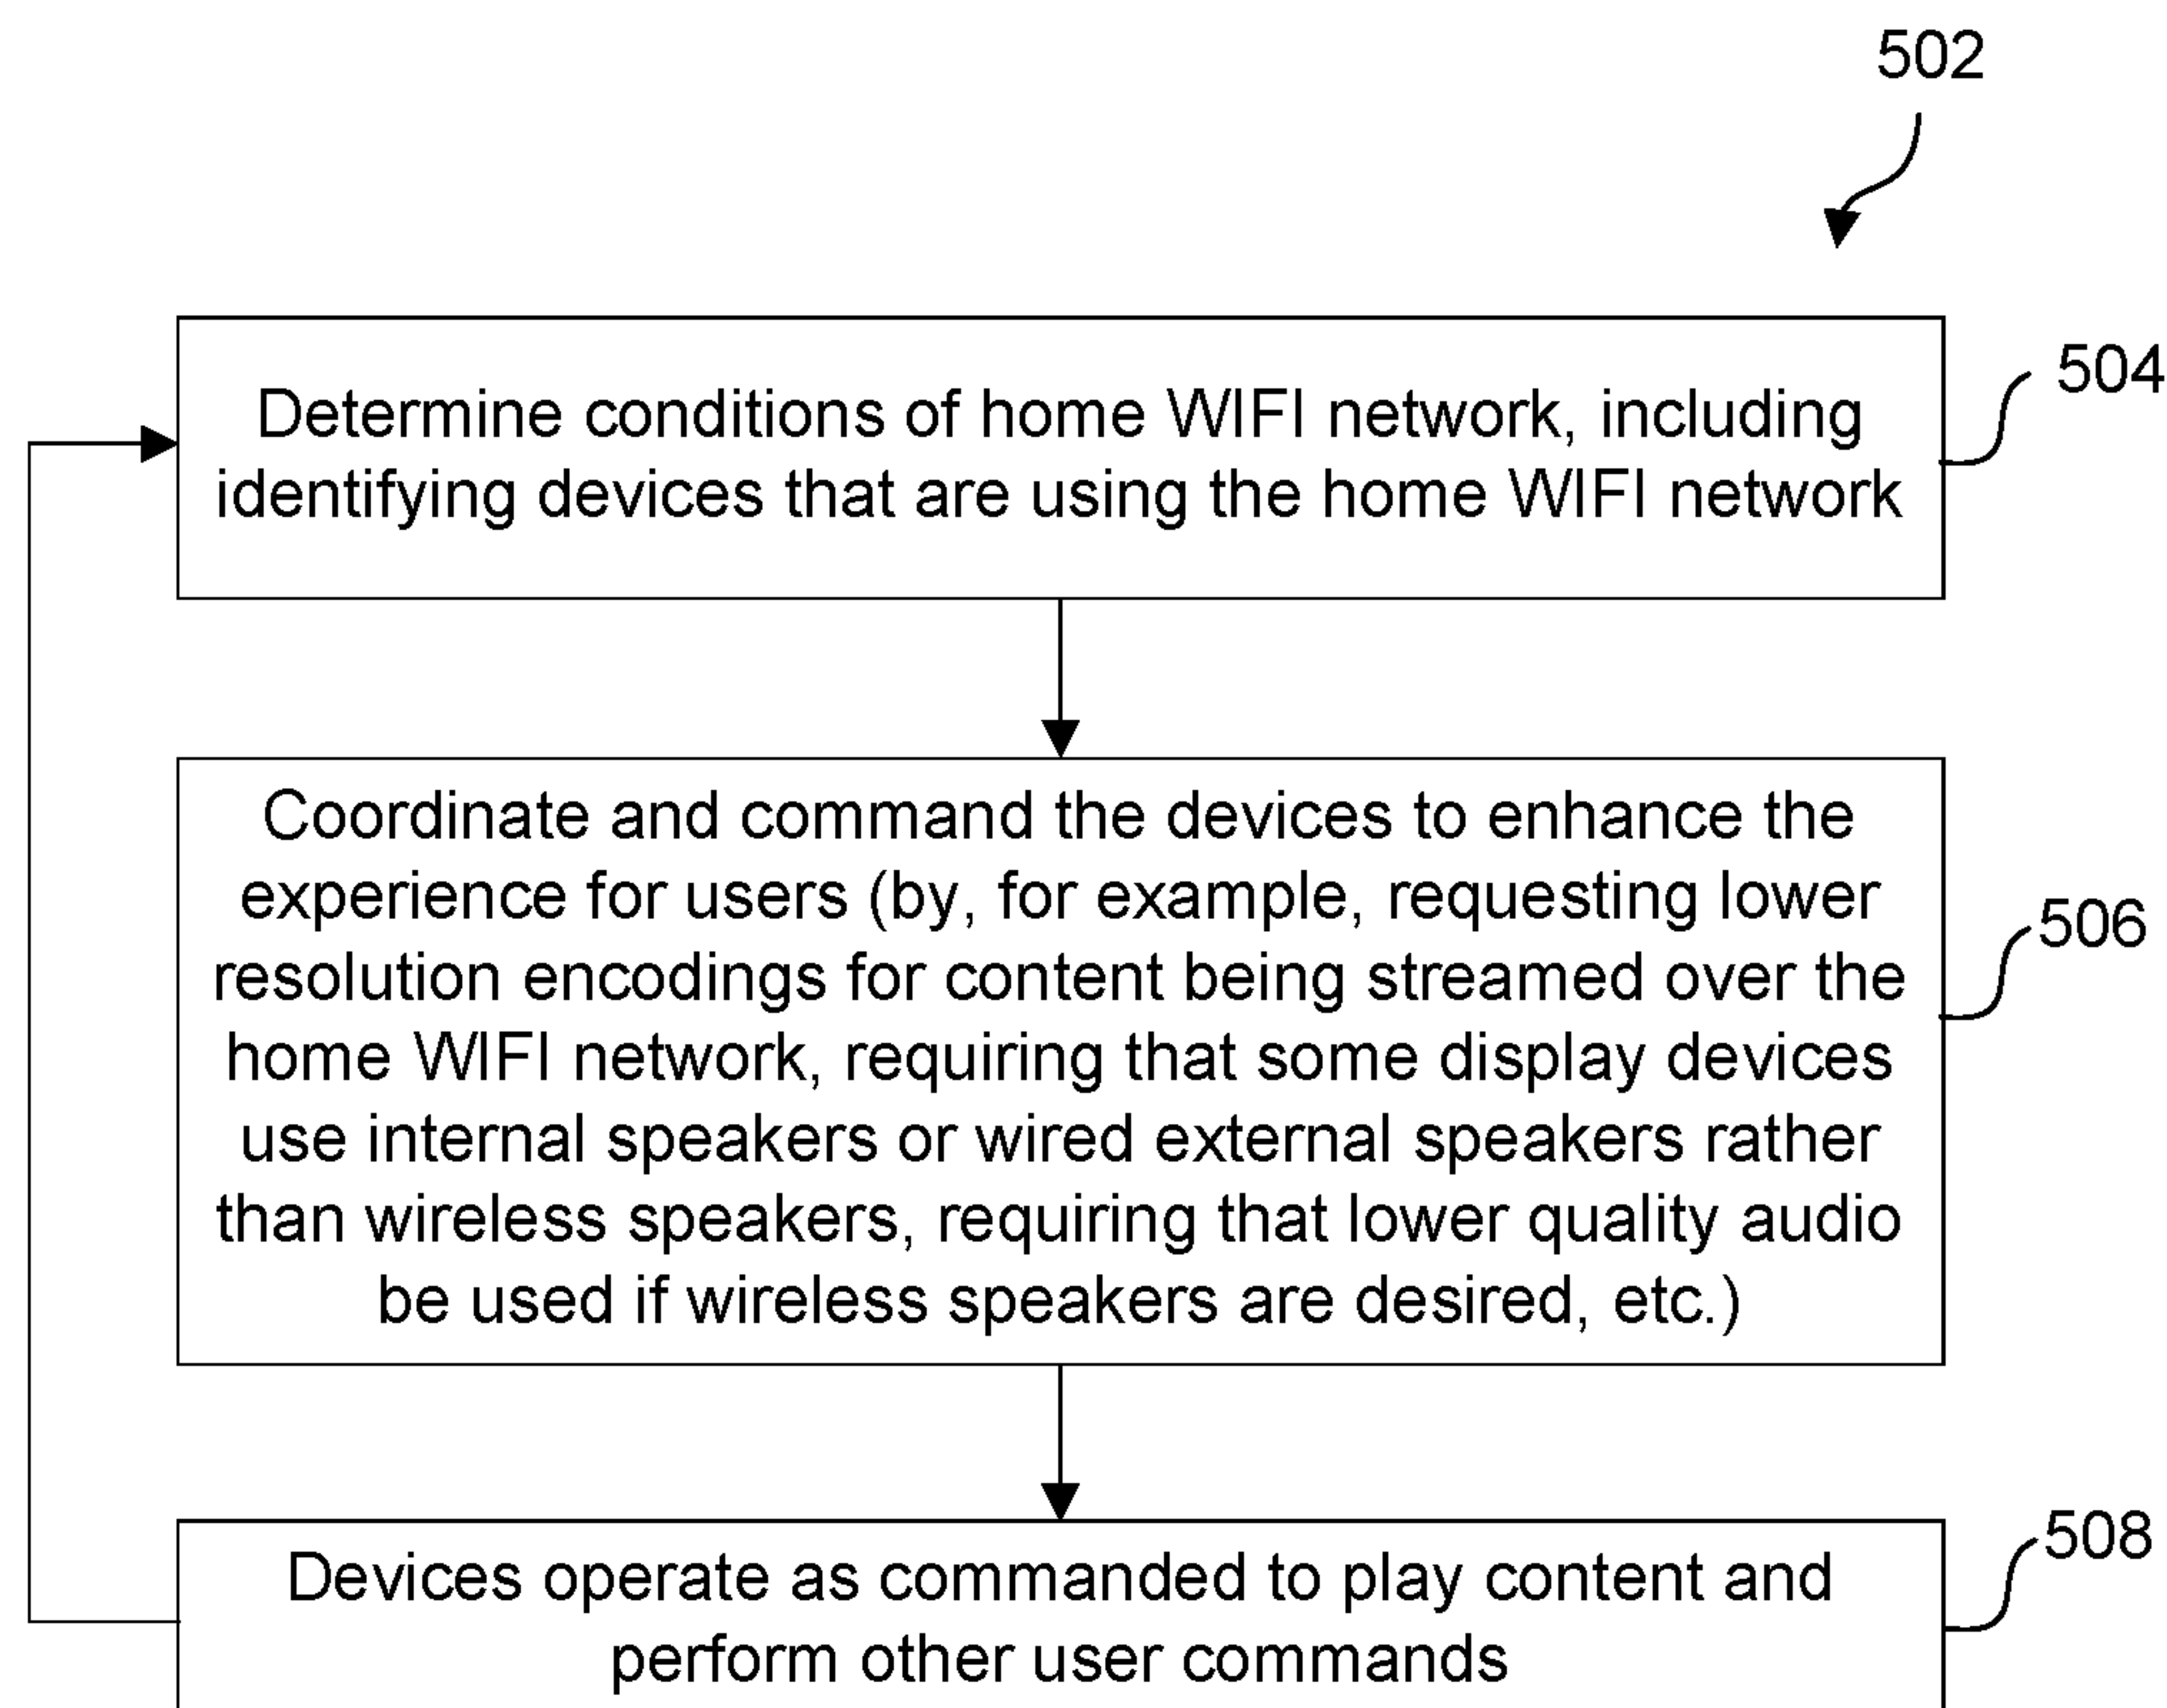 502
504
Determine conditions of home WIFI network, including
identifying devices that are using the home WIFI network
Coordinate and command the devices to enhance the
experience for users (by, for example, requesting lower
506
resolution encodings for content being streamed over the
home WIFI network, requiring that some display devices
use internal speakers or wired external speakers rather
than wireless speakers, requiring that lower quality audio
be used if wireless speakers are desired, etc.)
508
Devices operate as commanded to play content and
perform other user commands